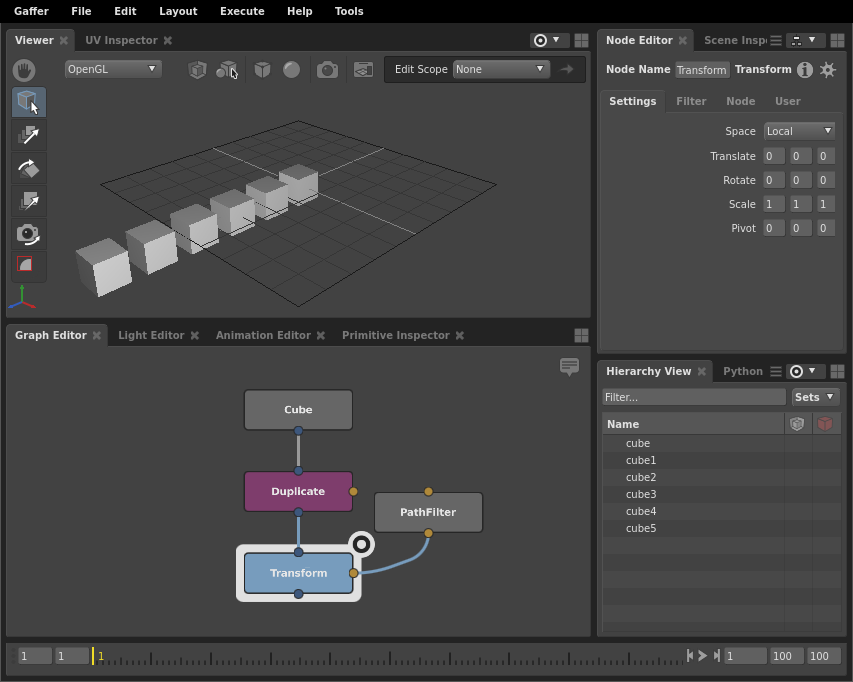 Gaffer File Edit Layout Execute Help Tools
Viewer UV Inspector
OpenGL
Edit Scope None
Node Editor Scene Insp
Node Name Transform Transform
Settings Filter Node User
Space Local
Translate 0 0 0
Rotate 0 0 0
Scale 1 1 1
Pivot 0 0 0
Graph Editor Light Editor Animation Editor Primitive Inspector
Cube
Duplicate
PathFilter
Transform
Hierarchy View Python
Filter... Sets
Name
cube
cube1
cube2
cube3
cube4
cube5
1 1 1 1 100 100